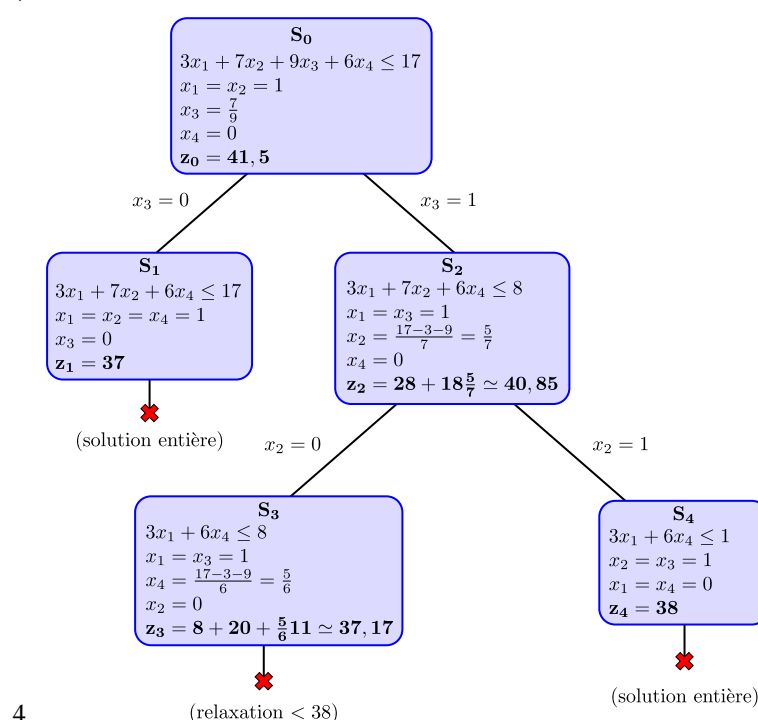 S₀
3x₁ + 7x₂ + 9x₃ + 6x₄ ≤ 17
x₁ = x₂ = 1
x₃ = 7/9
x₄ = 0
z₀ = 41, 5
x₃ = 0
x₃ = 1
S₁
3x₁ + 7x₂ + 6x₄ ≤ 17
x₁ = x₂ = x₄ = 1
x₃ = 0
z₁ = 37
(solution entière)
S₂
3x₁ + 7x₂ + 6x₄ ≤ 8
x₁ = x₃ = 1
x₂ = (17−3−9)/7 = 5/7
x₄ = 0
z₂ = 28 + 18 5/7 ≃ 40, 85
x₂ = 0
x₂ = 1
S₃
3x₁ + 6x₄ ≤ 8
x₁ = x₃ = 1
x₄ = (17−3−9)/6 = 5/6
x₂ = 0
z₃ = 8 + 20 + 5/6 11 ≃ 37, 17
(relaxation < 38)
S₄
3x₁ + 6x₄ ≤ 1
x₂ = x₃ = 1
x₁ = x₄ = 0
z₄ = 38
(solution entière)
4